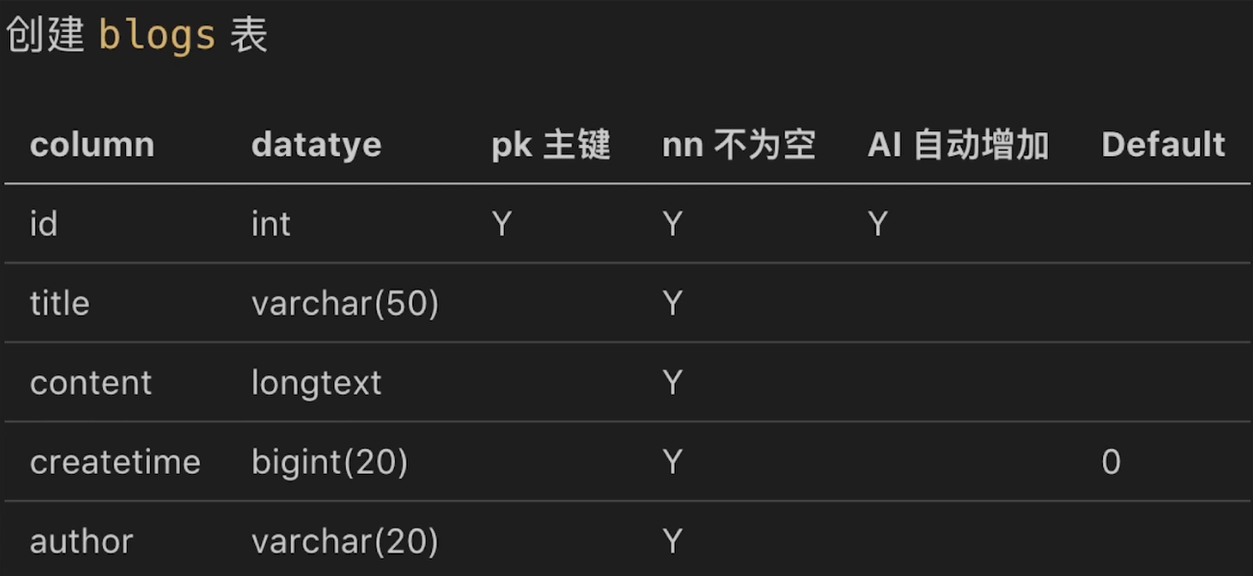 创建 blogs 表
column datatye pk 主键 nn 不为空 AI 自动增加 Default
id int Y Y Y
title varchar(50) Y
content longtext Y
createtime bigint(20) Y 0
author varchar(20) Y